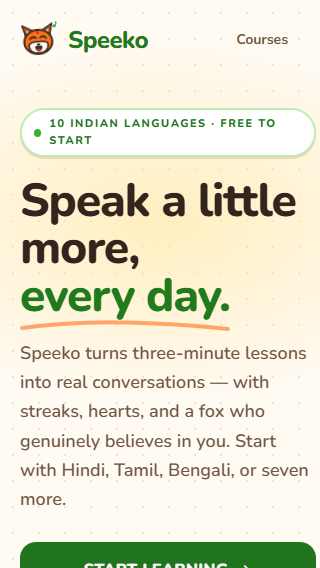 Speeko
Courses
10 INDIAN LANGUAGES · FREE TO
START
Speak a little
more,
every day.
Speeko turns three-minute lessons
into real conversations — with
streaks, hearts, and a fox who
genuinely believes in you. Start
with Hindi, Tamil, Bengali, or seven
more.
START LEARNING →